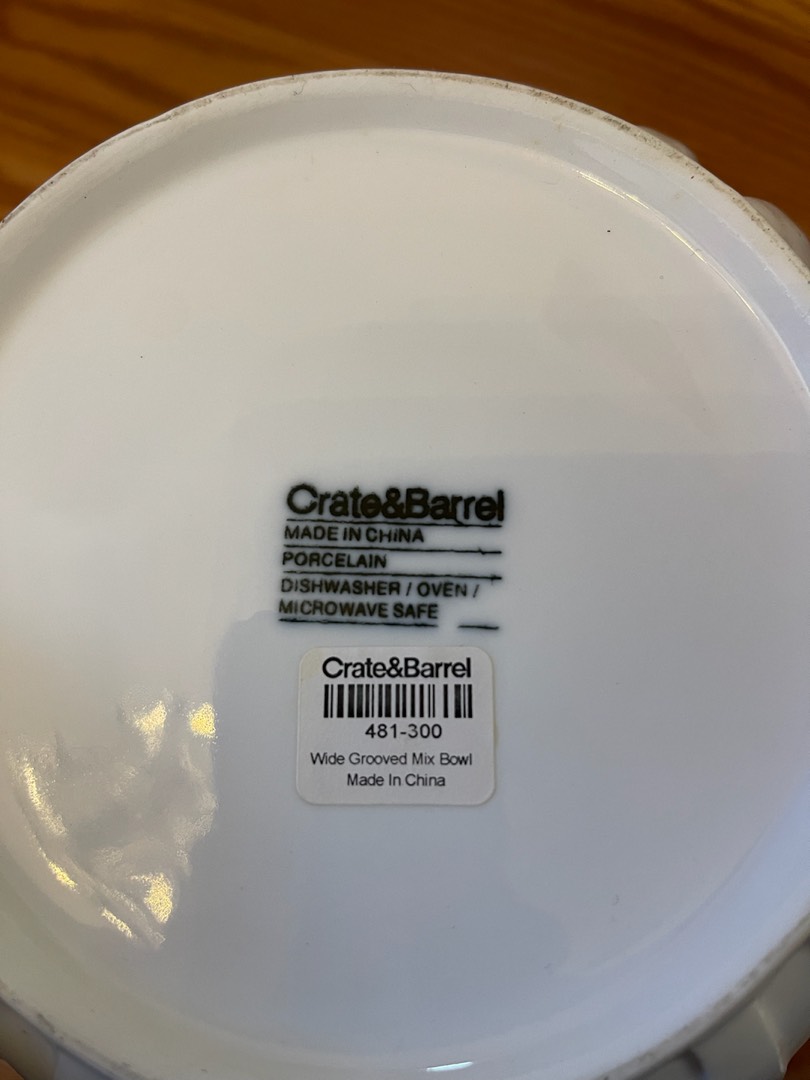 Crate&Barrel
MADE IN CHINA
PORCELAIN
DISHWASHER / OVEN /
MICROWAVE SAFE
Crate&Barrel
481-300
Wide Grooved Mix Bowl
Made In China